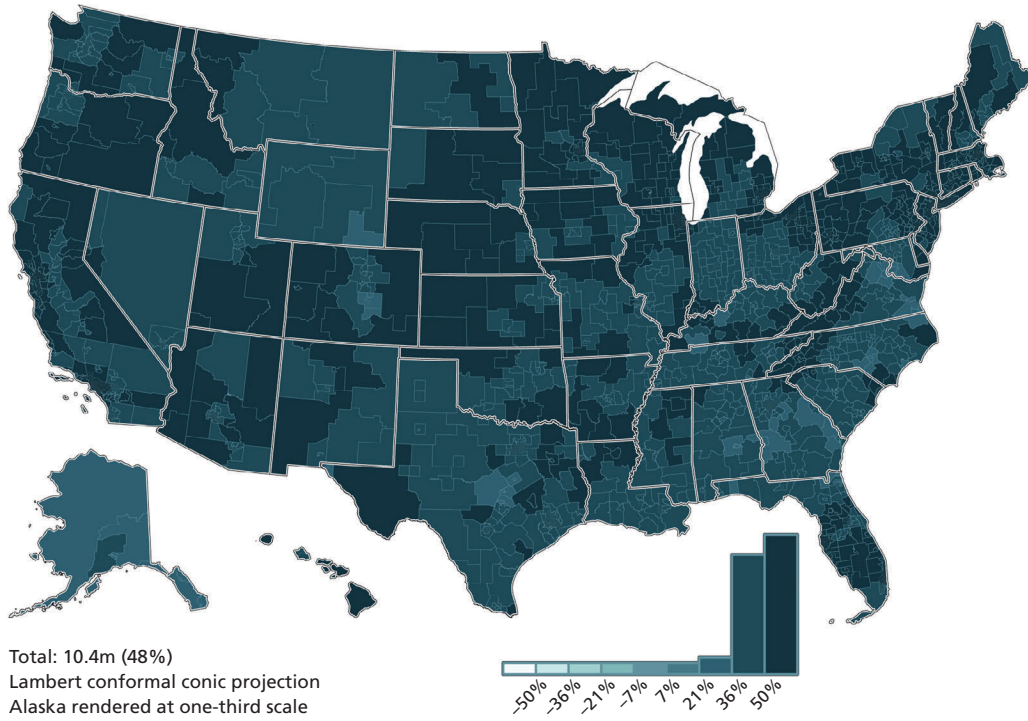 Total: 10.4m (48%)
Lambert conformal conic projection
Alaska rendered at one-third scale
–50%
–36%
–21%
–7%
7%
21%
36%
50%